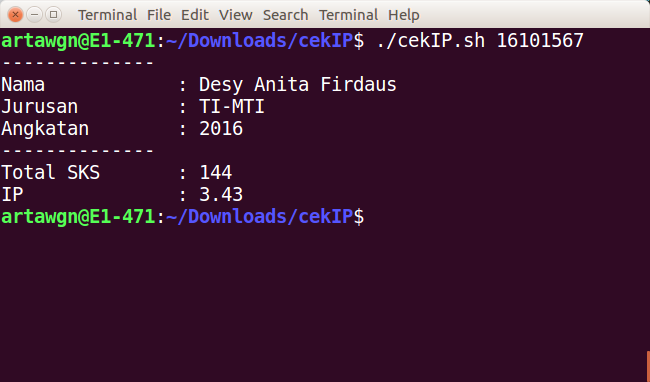 Terminal File Edit View Search Terminal Help
artawgn@E1-471:~/Downloads/cekIP$ ./cekIP.sh 16101567
--------------
Nama            : Desy Anita Firdaus
Jurusan         : TI-MTI
Angkatan        : 2016
--------------
Total SKS       : 144
IP              : 3.43
artawgn@E1-471:~/Downloads/cekIP$